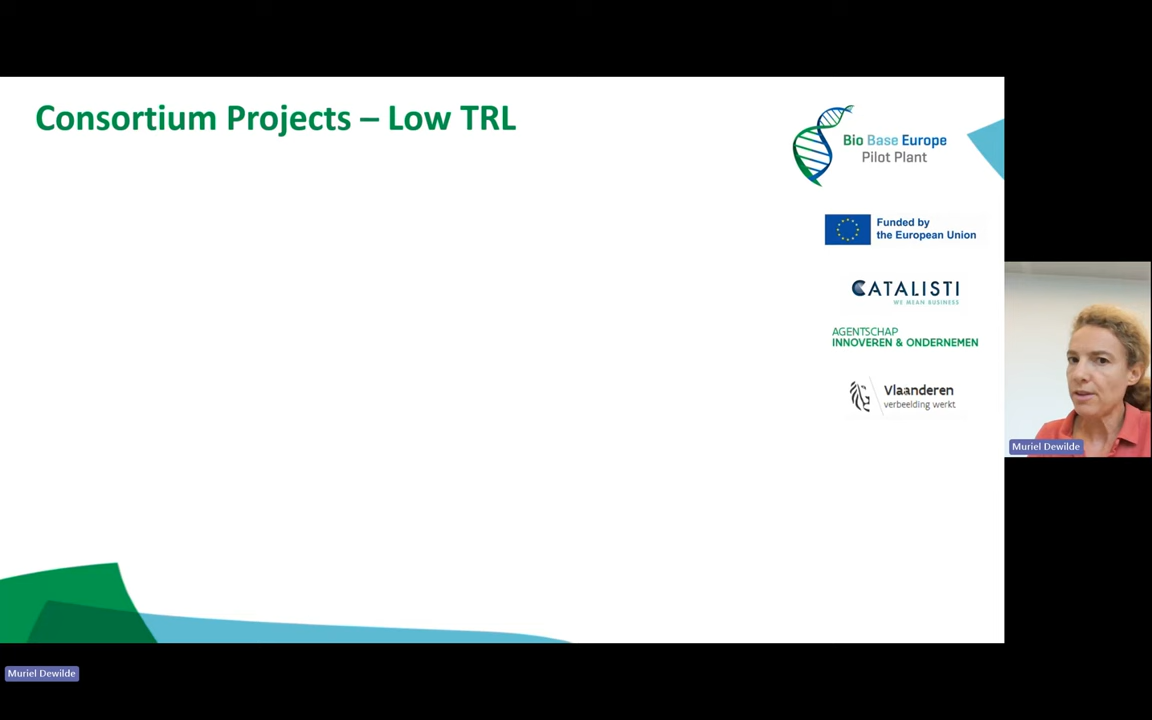 Consortium Projects – Low TRL
Bio Base Europe
Pilot Plant
Funded by
the European Union
CATALISTI
WE MEAN BUSINESS
AGENTSCHAP
INNOVEREN & ONDERNEMEN
Vlaanderen
verbeelding werkt
Muriel Dewilde
Muriel Dewilde